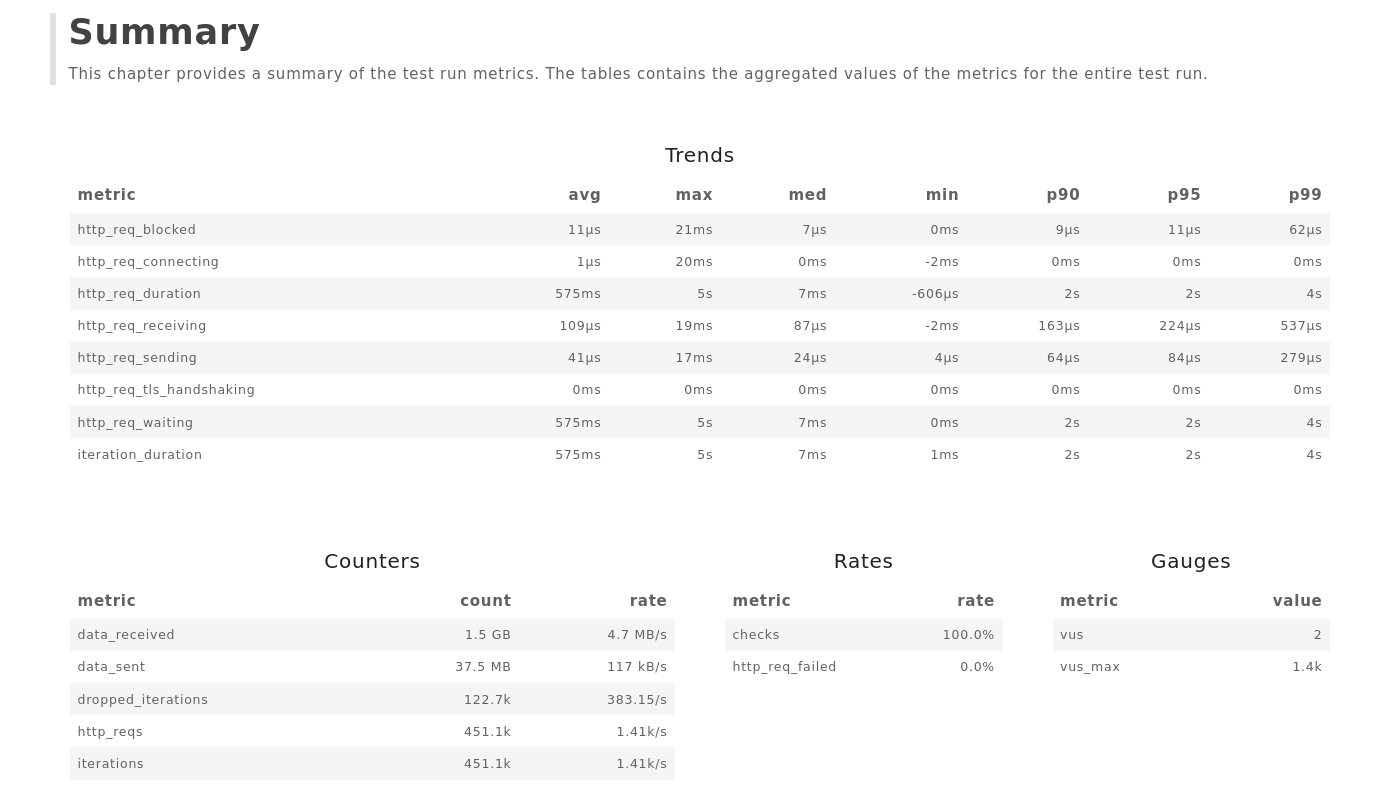 Summary
This chapter provides a summary of the test run metrics. The tables contains the aggregated values of the metrics for the entire test run.
Trends
metric avg max med min p90 p95 p99
http_req_blocked 11μs 21ms 7μs 0ms 9μs 11μs 62μs
http_req_connecting 1μs 20ms 0ms -2ms 0ms 0ms 0ms
http_req_duration 575ms 5s 7ms -606μs 2s 2s 4s
http_req_receiving 109μs 19ms 87μs -2ms 163μs 224μs 537μs
http_req_sending 41μs 17ms 24μs 4μs 64μs 84μs 279μs
http_req_tls_handshaking 0ms 0ms 0ms 0ms 0ms 0ms 0ms
http_req_waiting 575ms 5s 7ms 0ms 2s 2s 4s
iteration_duration 575ms 5s 7ms 1ms 2s 2s 4s
Counters
metric count rate
data_received 1.5 GB 4.7 MB/s
data_sent 37.5 MB 117 kB/s
dropped_iterations 122.7k 383.15/s
http_reqs 451.1k 1.41k/s
iterations 451.1k 1.41k/s
Rates
metric rate
checks 100.0%
http_req_failed 0.0%
Gauges
metric value
vus 2
vus_max 1.4k